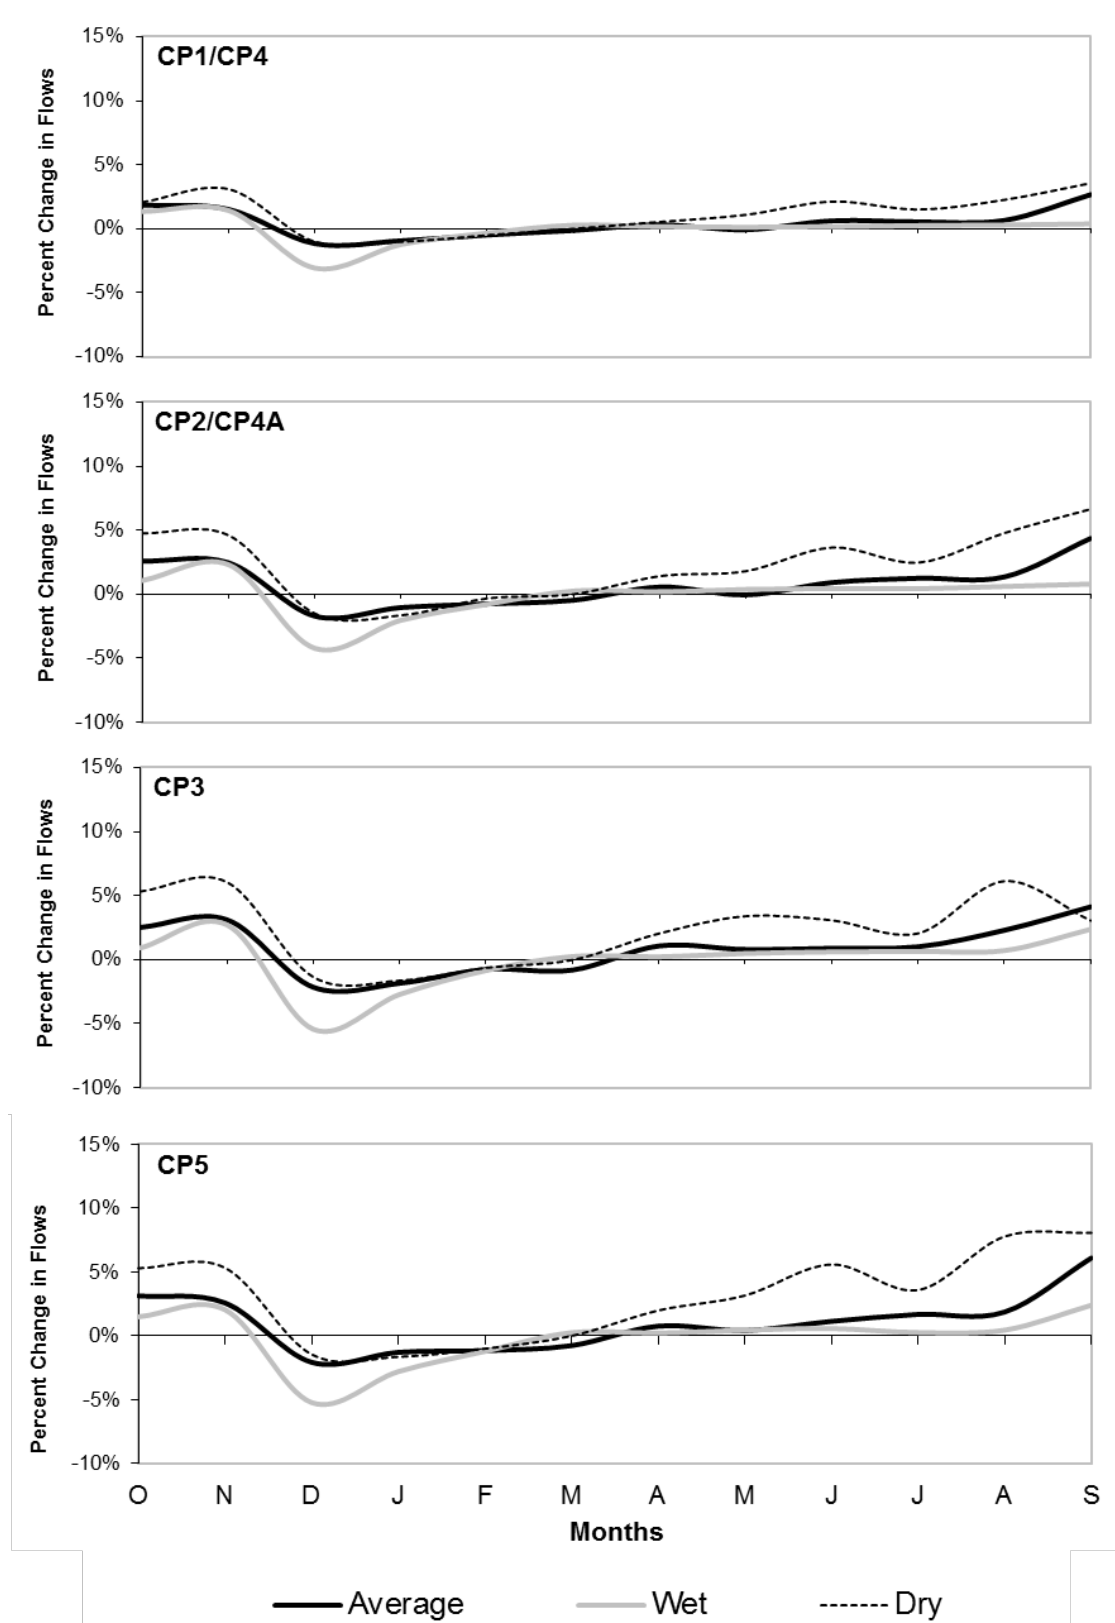 CP1/CP4
Percent Change in Flows
15%
10%
5%
0%
-5%
-10%
CP2/CP4A
Percent Change in Flows
15%
10%
5%
0%
-5%
-10%
CP3
Percent Change in Flows
15%
10%
5%
0%
-5%
-10%
CP5
Percent Change in Flows
15%
10%
5%
0%
-5%
-10%
O N D J F M A M J J A S
Months
Average Wet Dry